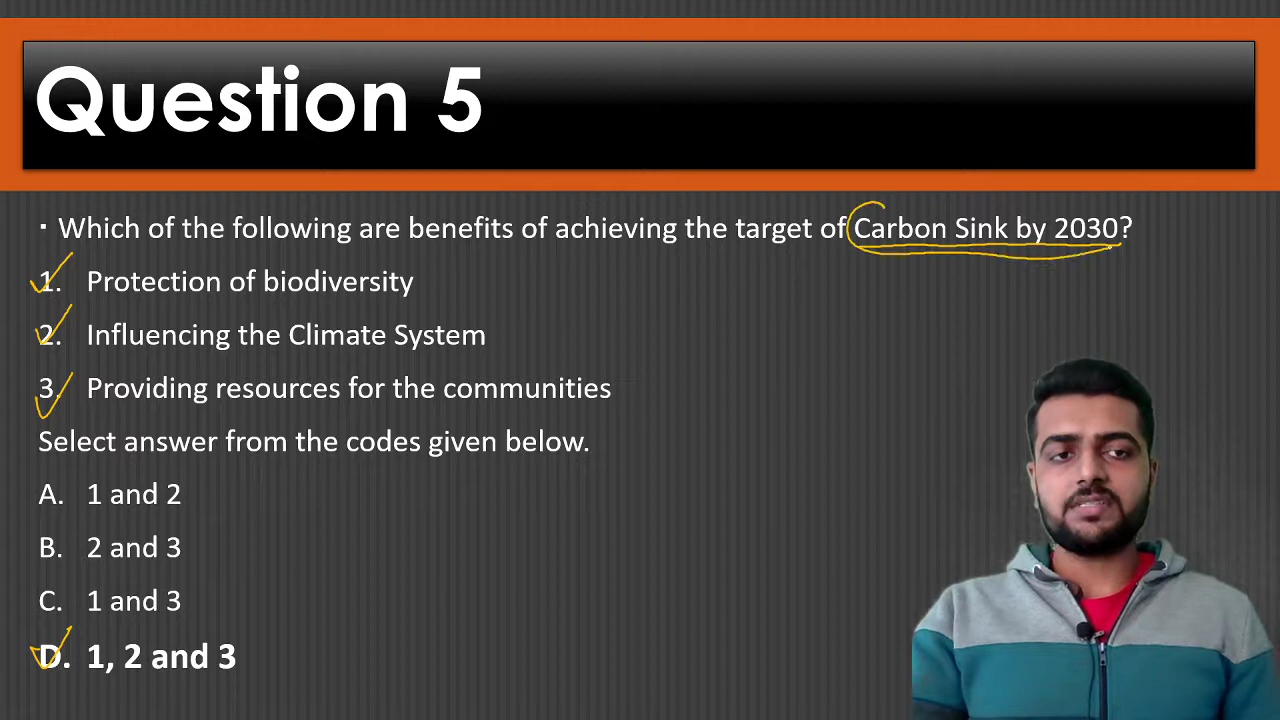 Question 5
· Which of the following are benefits of achieving the target of Carbon Sink by 2030?
1. Protection of biodiversity
2. Influencing the Climate System
3. Providing resources for the communities
Select answer from the codes given below.
A. 1 and 2
B. 2 and 3
C. 1 and 3
D. 1, 2 and 3